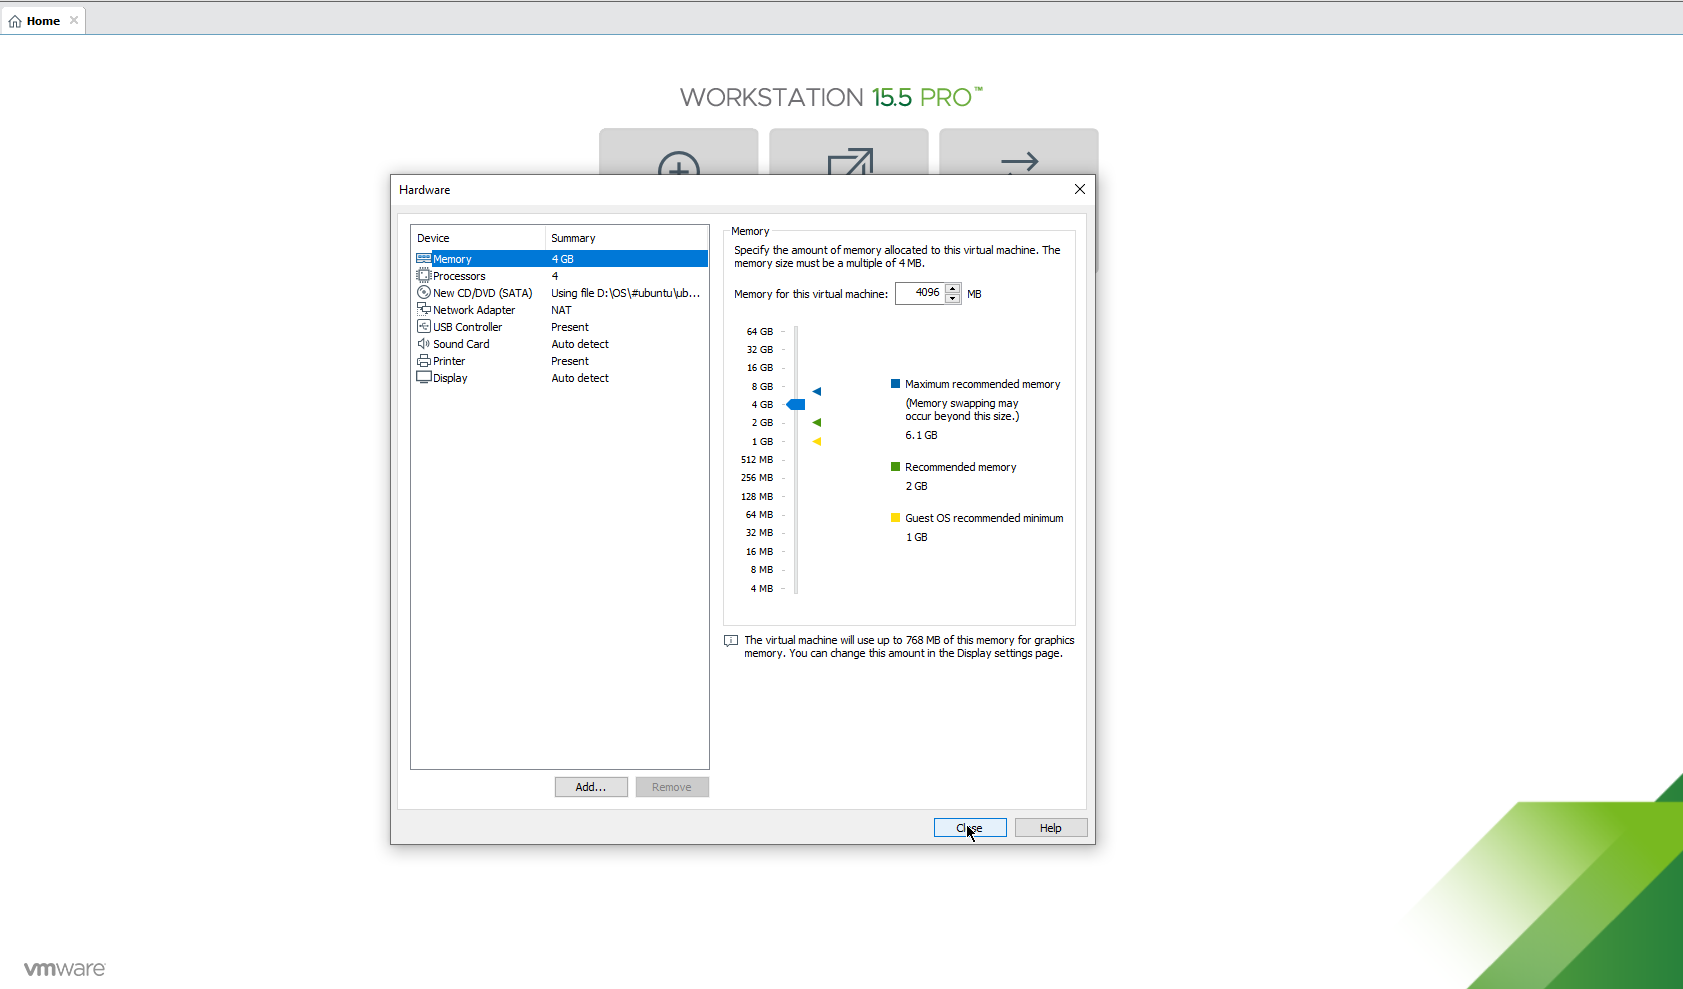 Home
WORKSTATION 15.5 PRO™
Hardware
Device Summary
Memory 4 GB
Processors 4
New CD/DVD (SATA) Using file D:\OS\#ubuntu\ub...
Network Adapter NAT
USB Controller Present
Sound Card Auto detect
Printer Present
Display Auto detect
Add...
Remove
Memory
Specify the amount of memory allocated to this virtual machine. The
memory size must be a multiple of 4 MB.
Memory for this virtual machine: 4096 MB
64 GB
32 GB
16 GB
8 GB
4 GB
2 GB
1 GB
512 MB
256 MB
128 MB
64 MB
32 MB
16 MB
8 MB
4 MB
Maximum recommended memory
(Memory swapping may
occur beyond this size.)
6.1 GB
Recommended memory
2 GB
Guest OS recommended minimum
1 GB
The virtual machine will use up to 768 MB of this memory for graphics
memory. You can change this amount in the Display settings page.
Close
Help
vmware